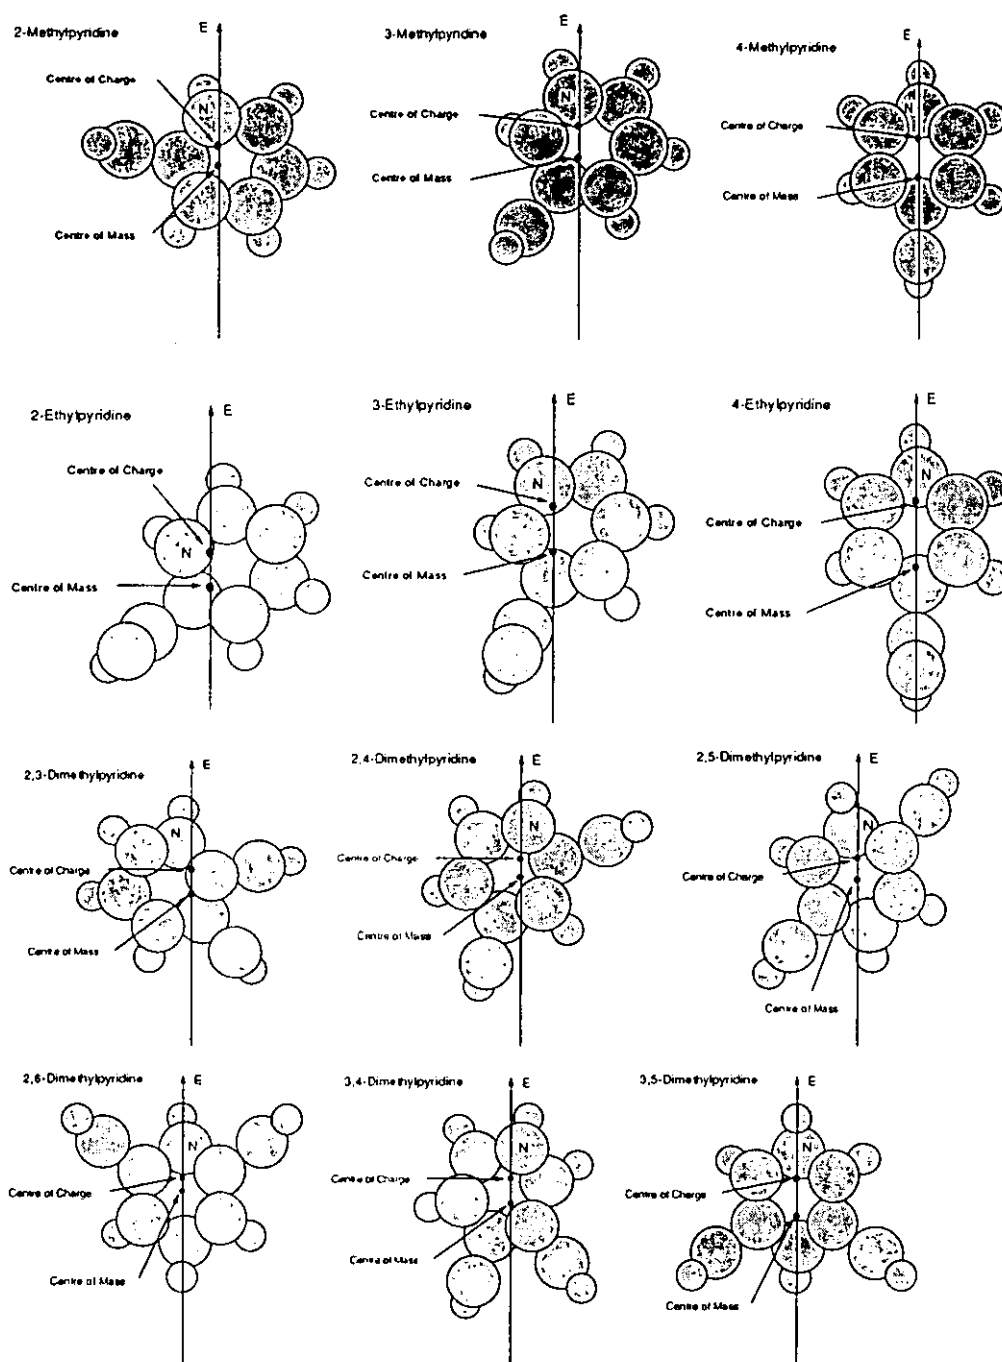 2-Methylpyridine
E
Centre of Charge
N
Centre of Mass
3-Methylpyridine
E
N
Centre of Charge
Centre of Mass
4-Methylpyridine
E
N
Centre of Charge
Centre of Mass
2-Ethylpyridine
E
Centre of Charge
N
Centre of Mass
3-Ethylpyridine
E
Centre of Charge
N
Centre of Mass
4-Ethylpyridine
E
N
Centre of Charge
Centre of Mass
2,3-Dimethylpyridine
E
N
Centre of Charge
Centre of Mass
2,4-Dimethylpyridine
E
N
Centre of Charge
Centre of Mass
2,5-Dimethylpyridine
E
N
Centre of Charge
Centre of Mass
2,6-Dimethylpyridine
E
N
Centre of Charge
Centre of Mass
3,4-Dimethylpyridine
E
N
Centre of Charge
Centre of Mass
3,5-Dimethylpyridine
E
N
Centre of Charge
Centre of Mass